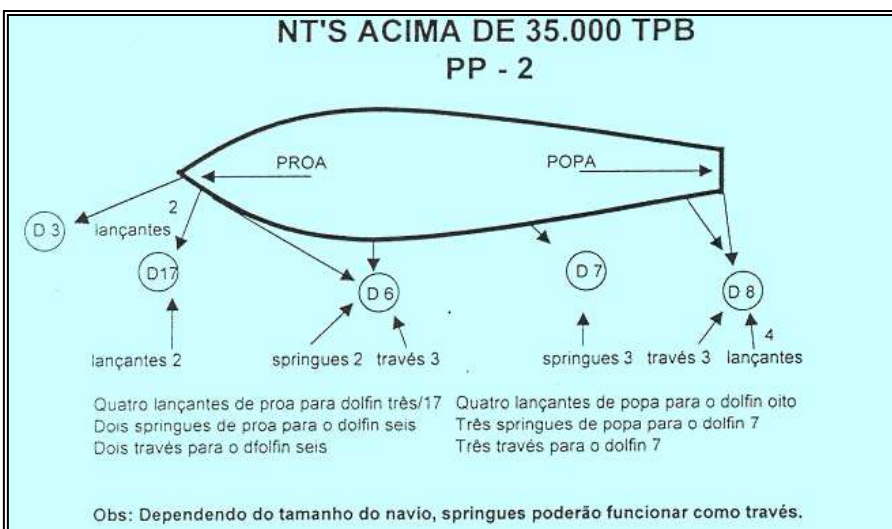 NT'S ACIMA DE 35.000 TPB
PP - 2
PROA
POPA
2
lançantes
D 3
D17
D 6
D 7
D 8
4
lançantes 2
springues 2
través 3
springues 3
través 3
lançantes
Quatro lançantes de proa para dolfin três/17
Dois springues de proa para o dolfin seis
Dois través para o dfolfin seis
Quatro lançantes de popa para o dolfin oito
Três springues de popa para o dolfin 7
Três través para o dolfin 7
Obs: Dependendo do tamanho do navio, springues poderão funcionar como través.